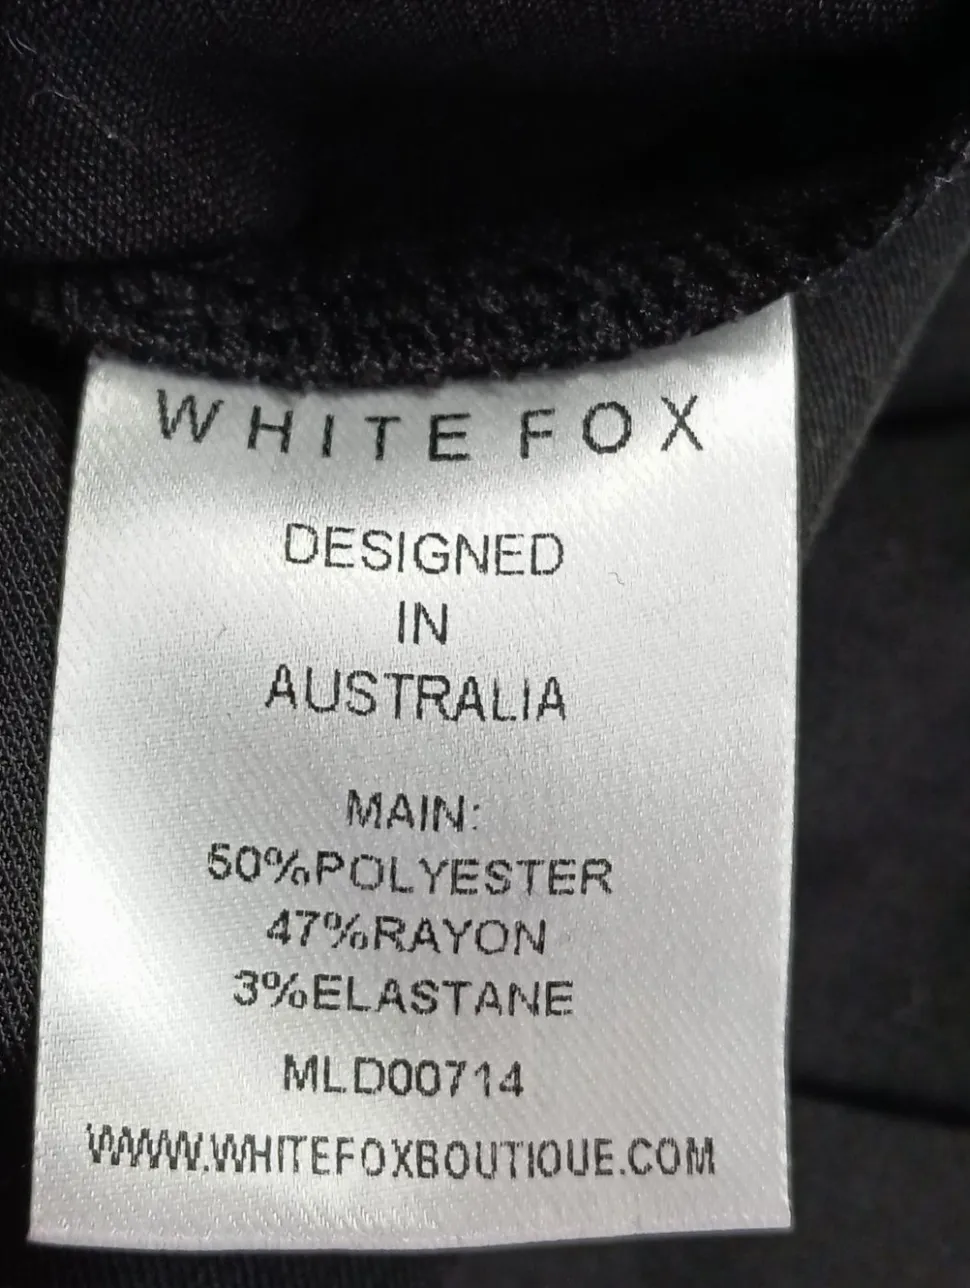 WHITE FOX
DESIGNED
IN
AUSTRALIA
MAIN:
50%POLYESTER
47%RAYON
3%ELASTANE
MLD00714
WWW.WHITEFOXBOUTIQUE.COM